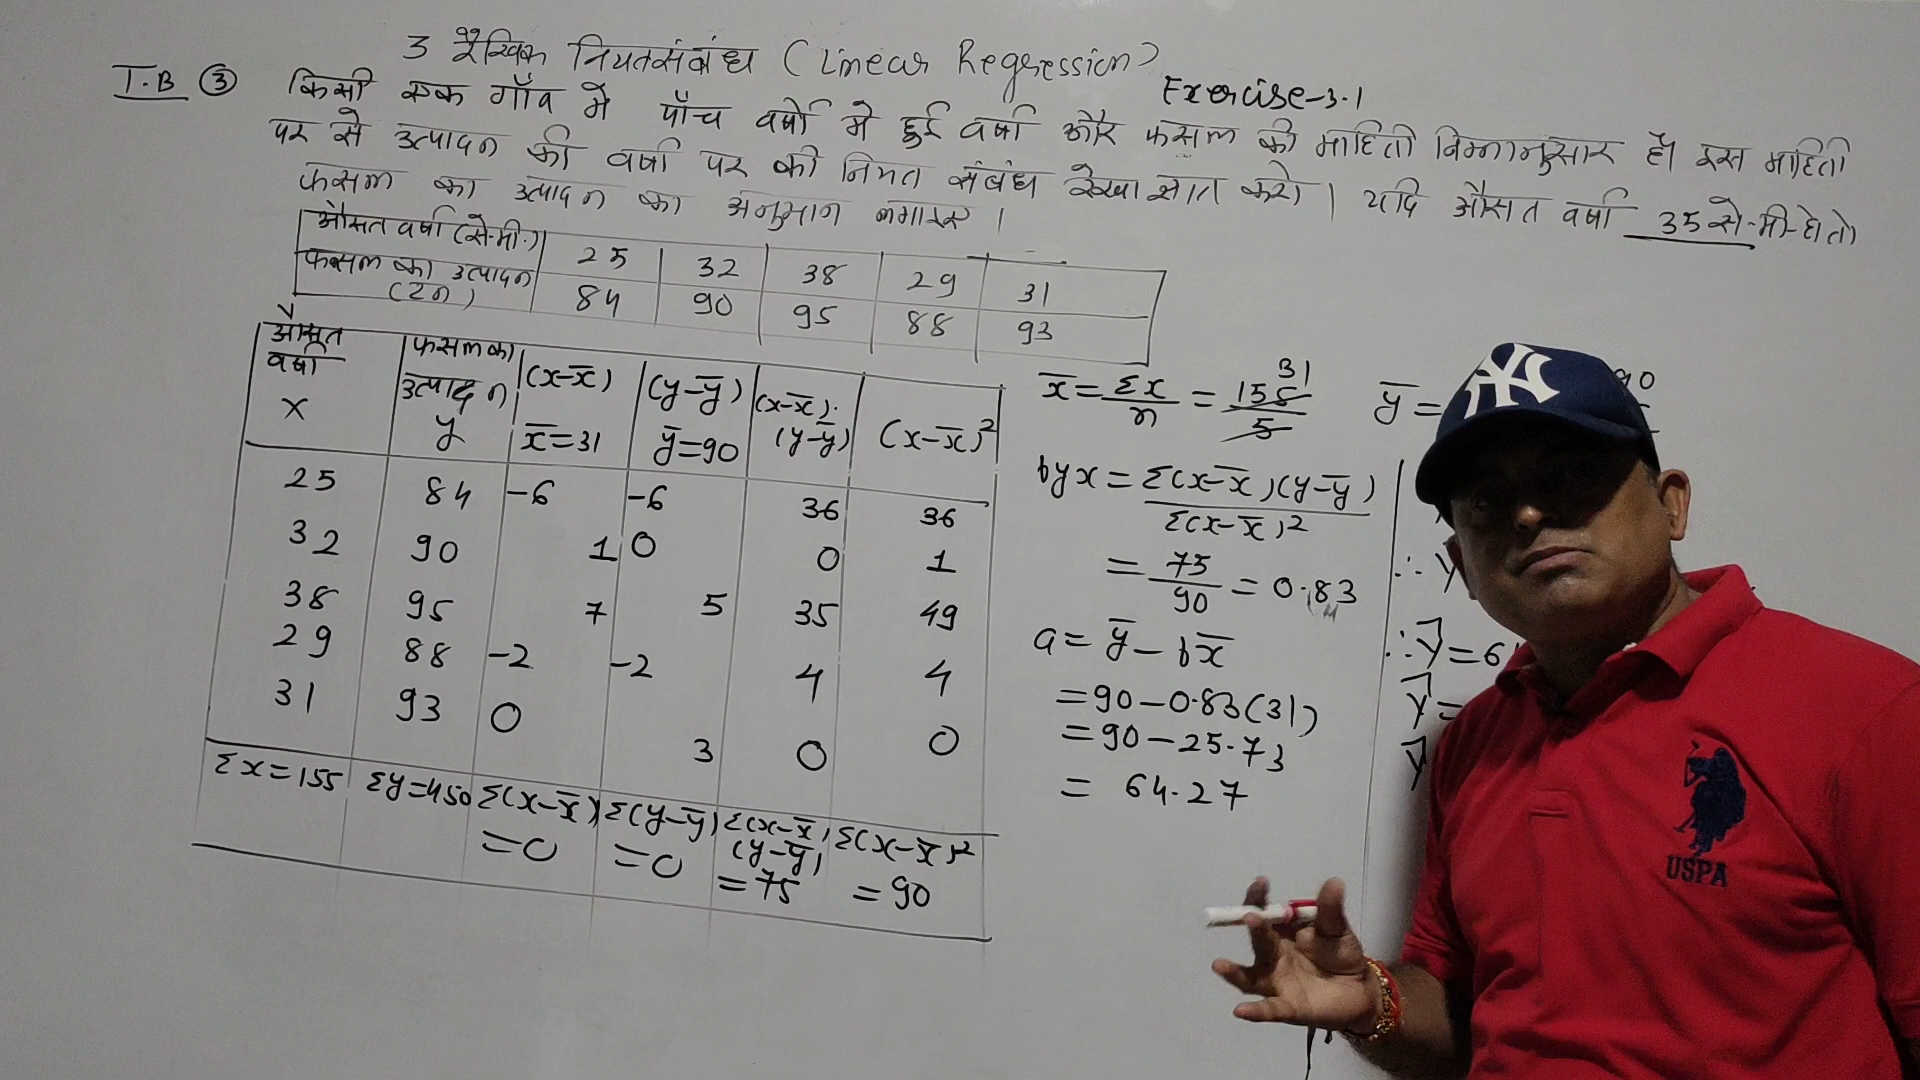 3 रैखिक नियतसंबंध (Linear Regression)
Exercise-3.1
T.B ③ किसी एक गाँव मे पाँच वर्षो मे हुई वर्षा और फसल की माहिती निम्नानुसार है। इस माहिती
पर से उत्पादन की वर्षा पर की नियत संबंध रेखा ज्ञात करो। यदि औसत वर्षा 35 से.मी. हो तो
फसल का उत्पादन का अनुमान लगाइए।
औसत वर्षा (से.मी.) 25 32 38 29 31
फसल का उत्पादन (टन) 84 90 95 88 93
औसत वर्षा x
फसल का उत्पादन y
(x-x̅) x̅=31
(y-y̅) y̅=90
(x-x̅).(y-y̅)
(x-x̅)²
25 84 -6 -6 36 36
32 90 1 0 0 1
38 95 7 5 35 49
29 88 -2 -2 4 4
31 93 0 3 0 0
Σx=155 Σy=450 Σ(x-x̅)=0 Σ(y-y̅)=0 Σ(x-x̅)(y-y̅)=75 Σ(x-x̅)²=90
x̅ = Σx/n = 155/5 31
y̅ =
byx = Σ(x-x̅)(y-y̅)/Σ(x-x̅)²
= 75/90 = 0.83
a = y̅ - bx̅
= 90 - 0.83(31)
= 90 - 25.73
= 64.27
USPA